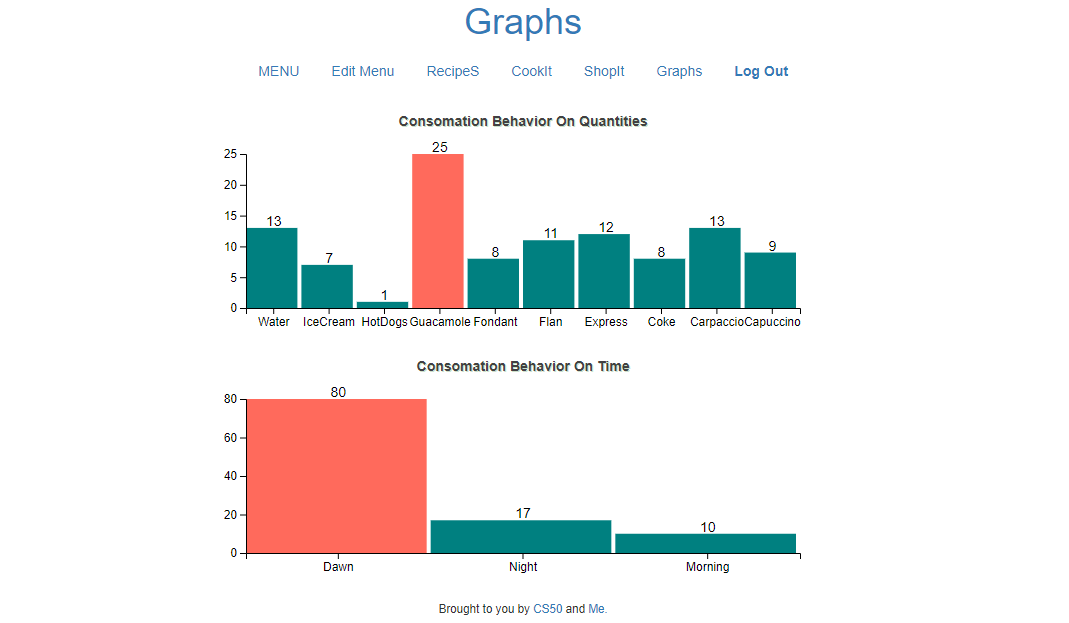 Graphs
MENU Edit Menu RecipeS CookIt ShopIt Graphs Log Out
Consomation Behavior On Quantities
25
20
15
10
5
0
13 7 1 25 8 11 12 8 13 9
Water IceCream HotDogs Guacamole Fondant Flan Express Coke Carpaccio Capuccino
Consomation Behavior On Time
80
60
40
20
0
80 17 10
Dawn Night Morning
Brought to you by CS50 and Me.